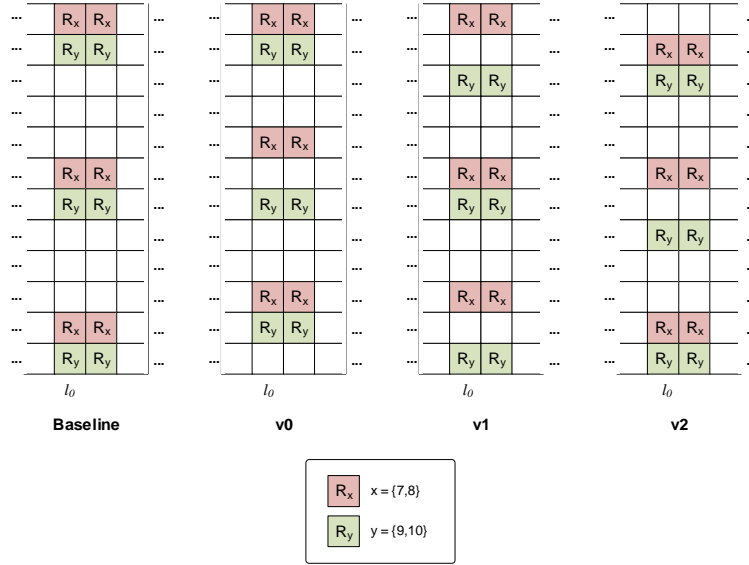 ... Rx Rx ... ... Rx Rx ... Rx Rx ... ... ...
... Ry Ry ... ... Ry Ry ... ... ... Rx Rx ...
... ... ... ... Ry Ry ... ... Ry Ry ...
... ... ... ... ... ... ...
... ... ... Rx Rx ... ... ... ...
... Rx Rx ... ... ... Rx Rx ... ... Rx Rx ...
... Ry Ry ... ... Ry Ry ... Ry Ry ... ... ...
... ... ... ... ... ... Ry Ry ...
... ... ... ... ... ... ...
... ... ... Rx Rx ... Rx Rx ... ... ...
... Rx Rx ... ... Ry Ry ... ... ... Rx Rx ...
... Ry Ry ... ... ... Ry Ry ... ... Ry Ry ...
l0 l0 l0 l0
Baseline v0 v1 v2
Rx x = {7,8}
Ry y = {9,10}